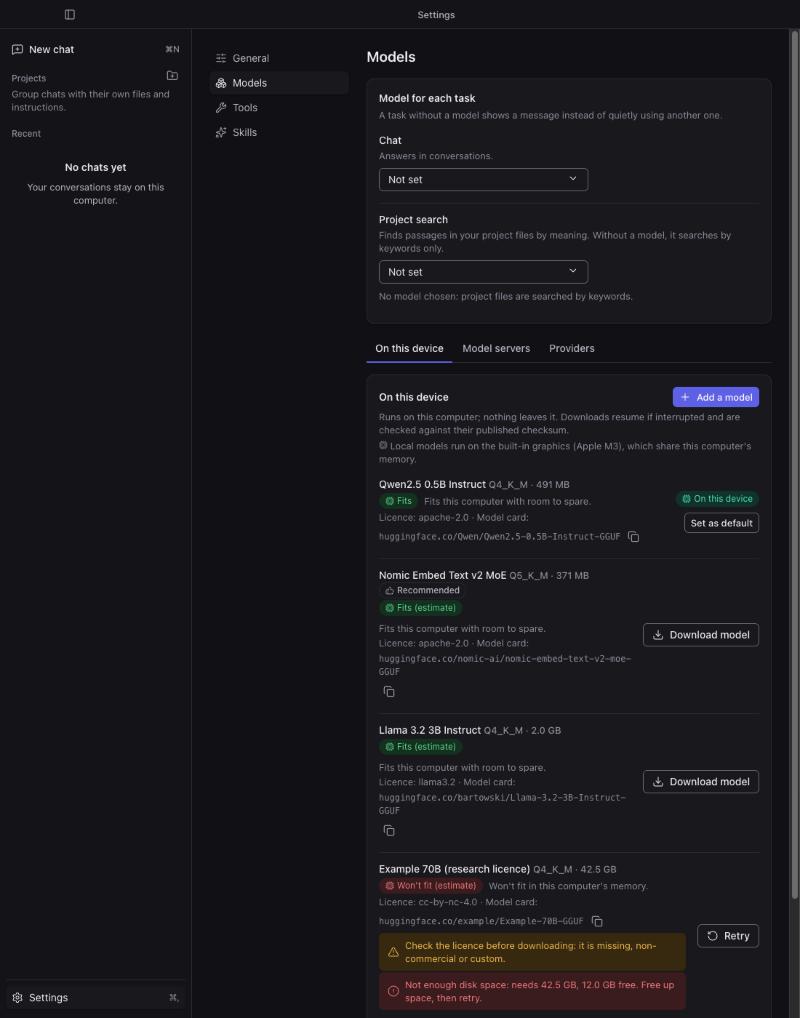 Settings
New chat ⌘N
Projects
Group chats with their own files and
instructions.
Recent
No chats yet
Your conversations stay on this
computer.
Settings ⌘,
General
Models
Tools
Skills
Models
Model for each task
A task without a model shows a message instead of quietly using another one.
Chat
Answers in conversations.
Not set
Project search
Finds passages in your project files by meaning. Without a model, it searches by
keywords only.
Not set
No model chosen: project files are searched by keywords.
On this device Model servers Providers
On this device
Add a model
Runs on this computer; nothing leaves it. Downloads resume if interrupted and are
checked against their published checksum.
Local models run on the built-in graphics (Apple M3), which share this computer's
memory.
Qwen2.5 0.5B Instruct Q4_K_M · 491 MB
Fits Fits this computer with room to spare.
Licence: apache-2.0 · Model card:
huggingface.co/Qwen/Qwen2.5-0.5B-Instruct-GGUF
On this device
Set as default
Nomic Embed Text v2 MoE Q5_K_M · 371 MB
Recommended
Fits (estimate)
Fits this computer with room to spare.
Licence: apache-2.0 · Model card:
huggingface.co/nomic-ai/nomic-embed-text-v2-moe-
GGUF
Download model
Llama 3.2 3B Instruct Q4_K_M · 2.0 GB
Fits (estimate)
Fits this computer with room to spare.
Licence: llama3.2 · Model card:
huggingface.co/bartowski/Llama-3.2-3B-Instruct-
GGUF
Download model
Example 70B (research licence) Q4_K_M · 42.5 GB
Won't fit (estimate) Won't fit in this computer's memory.
Licence: cc-by-nc-4.0 · Model card:
huggingface.co/example/Example-70B-GGUF
Check the licence before downloading: it is missing, non-
commercial or custom.
Not enough disk space: needs 42.5 GB, 12.0 GB free. Free up
space, then retry.
Retry